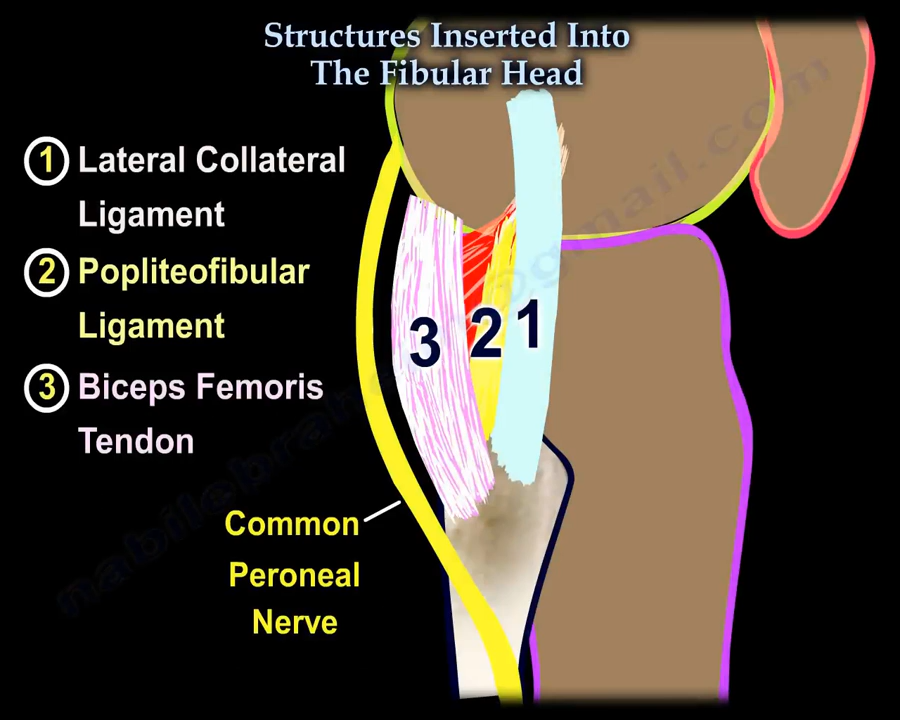 Structures Inserted Into
The Fibular Head
1 Lateral Collateral
Ligament
2 Popliteofibular
Ligament
3 Biceps Femoris
Tendon
3 2 1
Common
Peroneal
Nerve